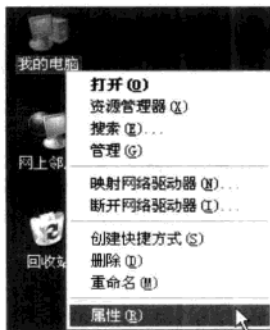 我的电脑
打开(O)
资源管理器(X)
搜索(E)...
管理(G)
网上邻
映射网络驱动器(N)...
断开网络驱动器(I)...
创建快捷方式(S)
删除(D)
回收站
重命名(M)
属性(R)